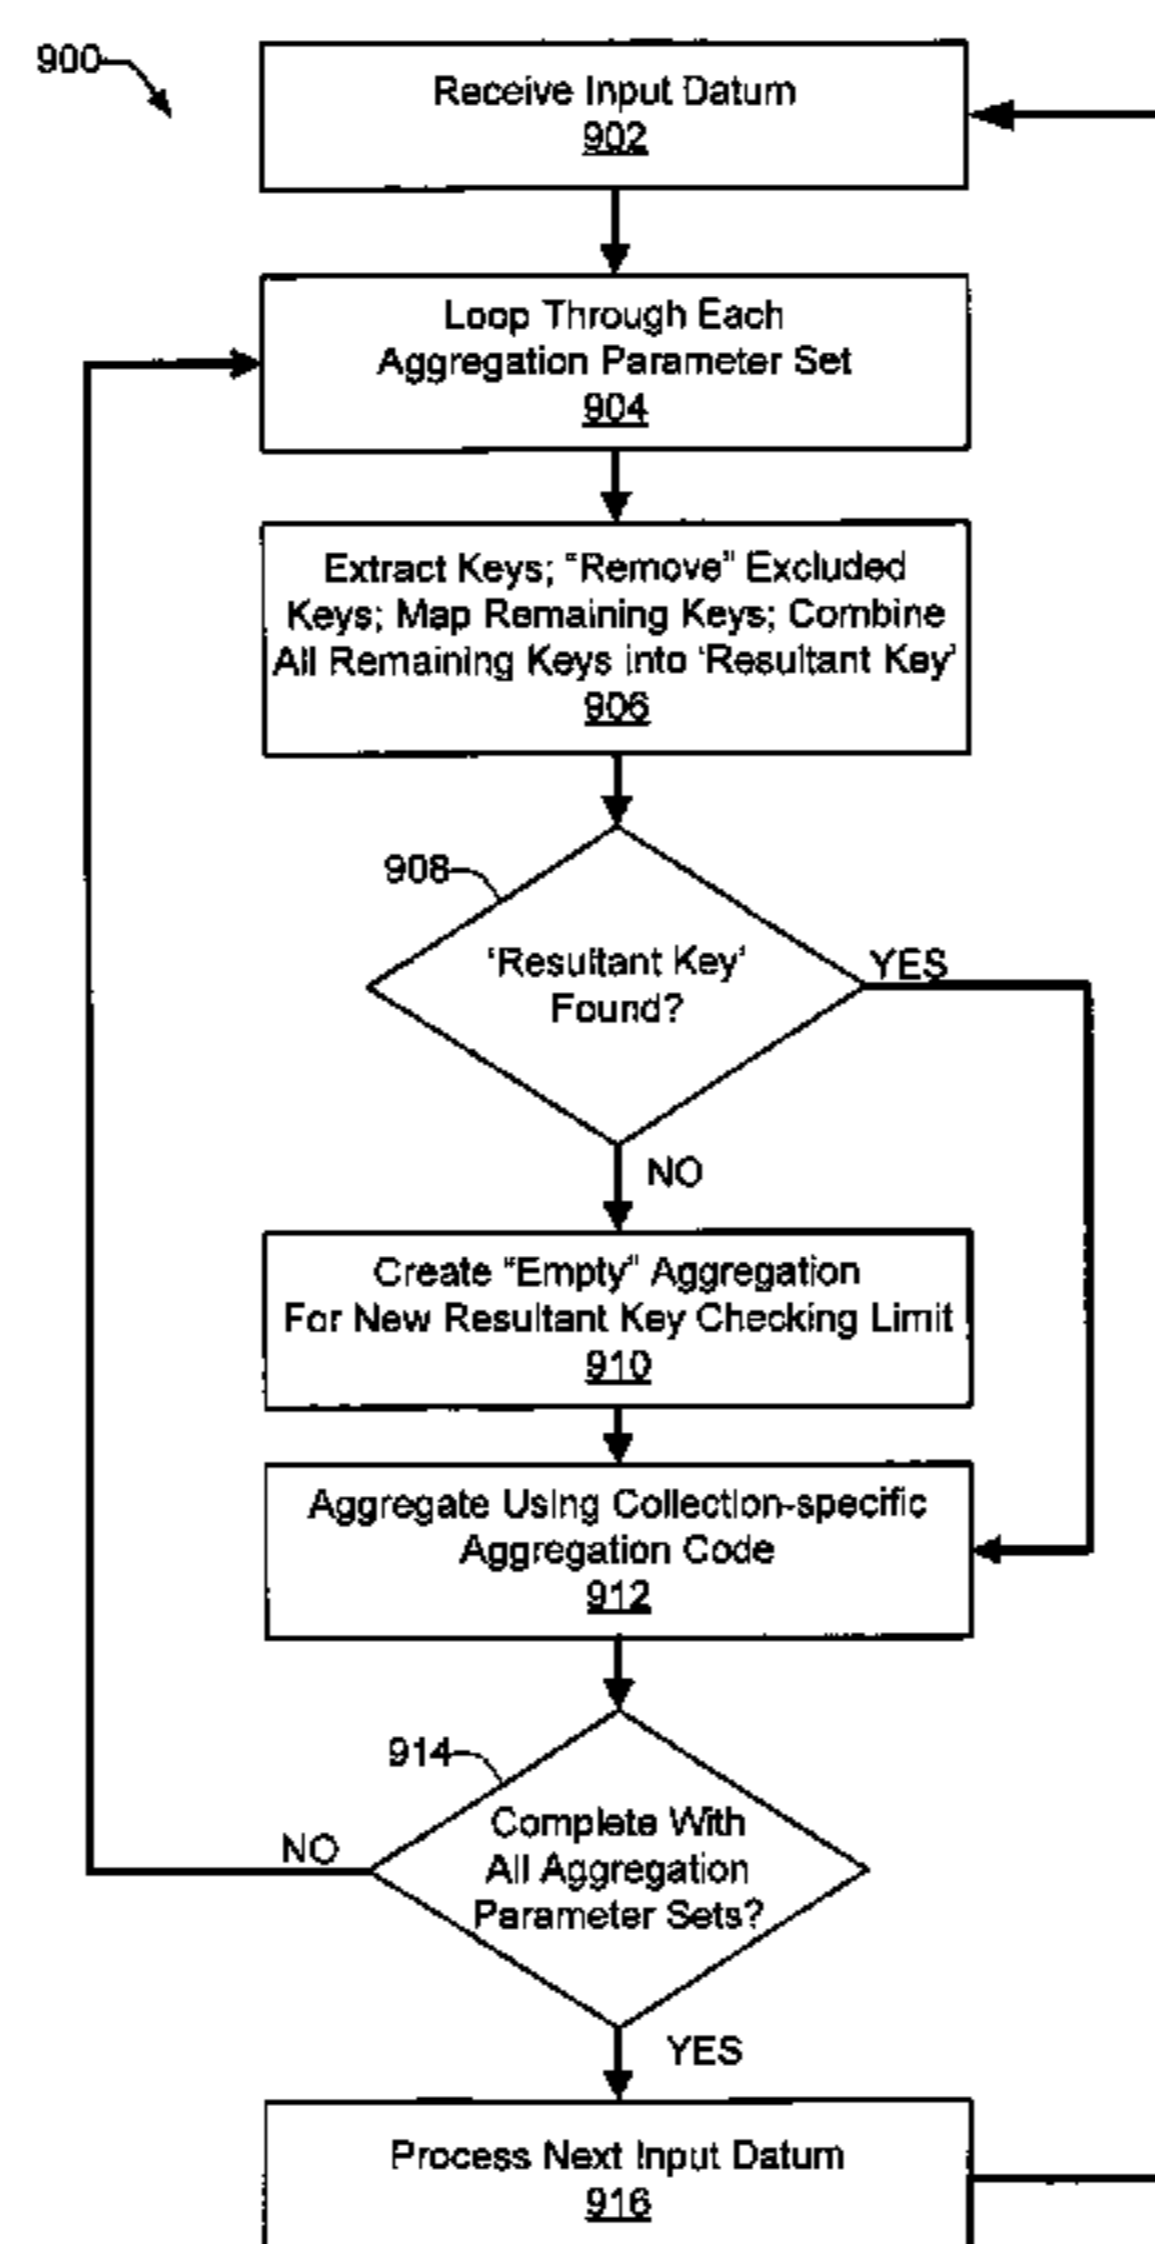 900
Receive Input Datum
902
Loop Through Each
Aggregation Parameter Set
904
Extract Keys; “Remove” Excluded
Keys; Map Remaining Keys; Combine
All Remaining Keys into ‘Resultant Key’
906
908
‘Resultant Key’
Found?
YES
NO
Create “Empty” Aggregation
For New Resultant Key Checking Limit
910
Aggregate Using Collection-specific
Aggregation Code
912
914
Complete With
All Aggregation
Parameter Sets?
NO
YES
Process Next Input Datum
916